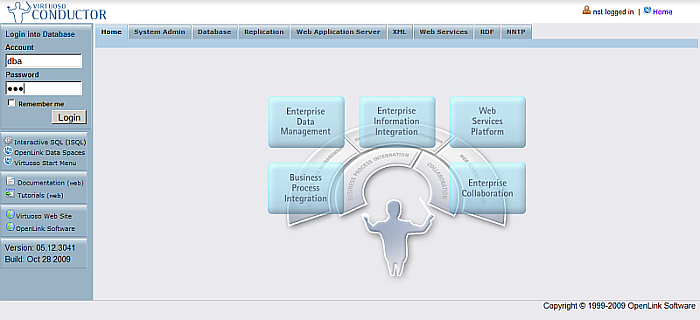 VIRTUOSO
CONDUCTOR
not logged in | Home
Login into Database
Account
dba
Password
●●●
Remember me
Login
Interactive SQL (ISQL)
OpenLink Data Spaces
Virtuoso Start Menu
Documentation (web)
Tutorials (web)
Virtuoso Web Site
OpenLink Software
Version: 05.12.3041
Build: Oct 28 2009
Home System Admin Database Replication Web Application Server XML Web Services RDF NNTP
Enterprise
Data
Management
Enterprise
Information
Integration
Web
Services
Platform
Business
Process
Integration
Enterprise
Collaboration
BUSINESS PROCESS INTEGRATION
COLLABORATION
Copyright © 1999-2009 OpenLink Software